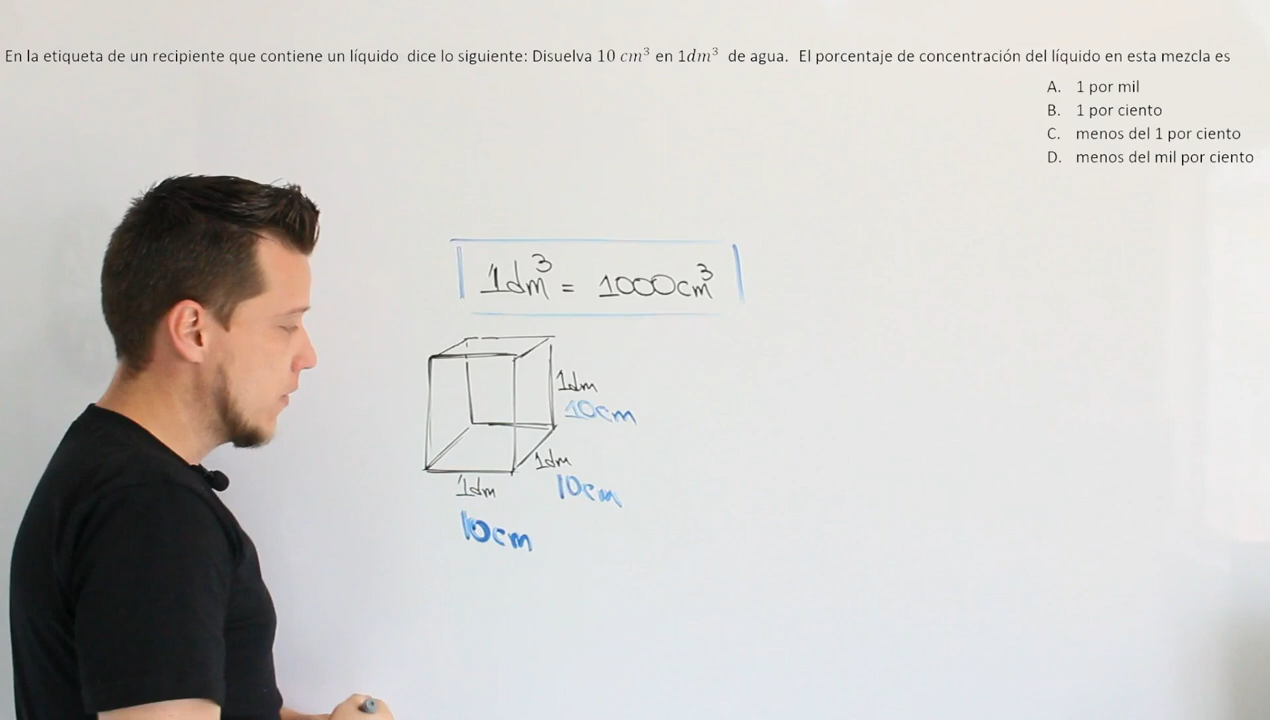 En la etiqueta de un recipiente que contiene un líquido dice lo siguiente: Disuelva 10 cm³ en 1dm³ de agua. El porcentaje de concentración del líquido en esta mezcla es
A. 1 por mil
B. 1 por ciento
C. menos del 1 por ciento
D. menos del mil por ciento
1dm³ = 1000cm³
1dm
10cm
1dm
10cm
1dm
10cm